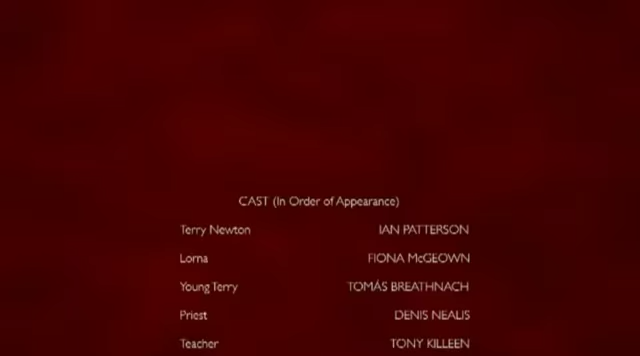 CAST (In Order of Appearance)
Terry Newton IAN PATTERSON
Lorna FIONA McGEOWN
Young Terry TOMÁS BREATHNACH
Priest DENIS NEALIS
Teacher TONY KILLEEN